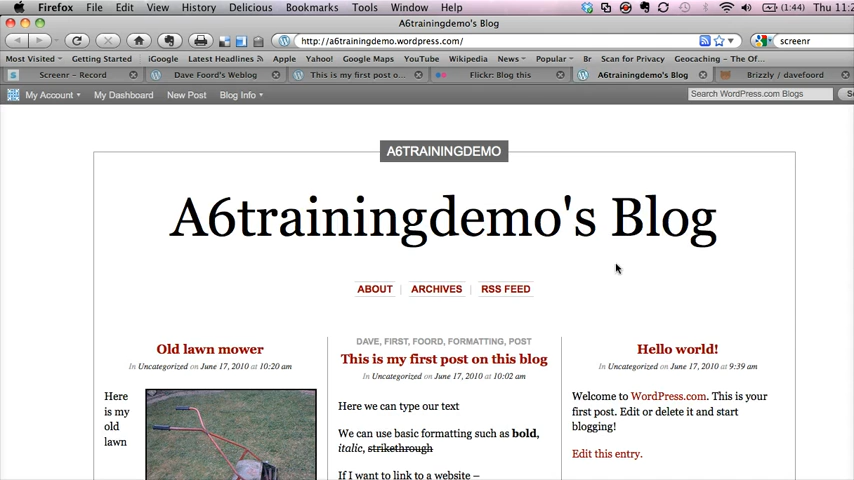 Firefox File Edit View History Delicious Bookmarks Tools Window Help (1:44) Thu 11:2
A6trainingdemo's Blog
http://a6trainingdemo.wordpress.com/ screenr
Most Visited Getting Started iGoogle Latest Headlines Apple Yahoo! Google Maps YouTube Wikipedia News Popular Br Scan for Privacy Geocaching – The Of...
Screenr – Record Dave Foord's Weblog This is my first post o... Flickr: Blog this A6trainingdemo's Blog Brizzly / davefoord
My Account My Dashboard New Post Blog Info Search WordPress.com Blogs
A6TRAININGDEMO
A6trainingdemo's Blog
ABOUT | ARCHIVES | RSS FEED
Old lawn mower
In Uncategorized on June 17, 2010 at 10:20 am
Here
is my
old
lawn
DAVE, FIRST, FOORD, FORMATTING, POST
This is my first post on this blog
In Uncategorized on June 17, 2010 at 10:02 am
Here we can type our text
We can use basic formatting such as bold,
italic, strikethrough
If I want to link to a website –
Hello world!
In Uncategorized on June 17, 2010 at 9:39 am
Welcome to WordPress.com. This is your
first post. Edit or delete it and start
blogging!
Edit this entry.